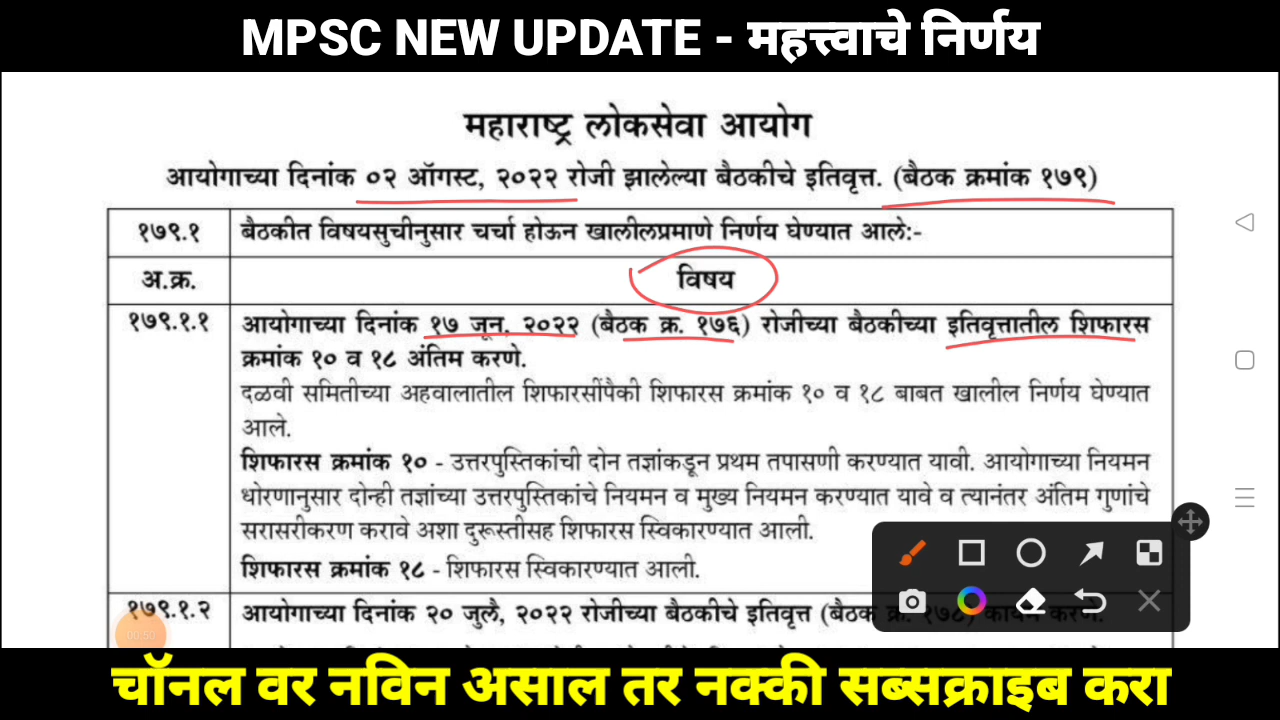 MPSC NEW UPDATE - महत्त्वाचे निर्णय
महाराष्ट्र लोकसेवा आयोग
आयोगाच्या दिनांक ०२ ऑगस्ट, २०२२ रोजी झालेल्या बैठकीचे इतिवृत्त. (बैठक क्रमांक १७९)
१७९.१ बैठकीत विषयसुचीनुसार चर्चा होऊन खालीलप्रमाणे निर्णय घेण्यात आले:-
अ.क्र. विषय
१७९.१.१ आयोगाच्या दिनांक १७ जून, २०२२ (बैठक क्र. १७६) रोजीच्या बैठकीच्या इतिवृत्तातील शिफारस
क्रमांक १० व १८ अंतिम करणे.
दळवी समितीच्या अहवालातील शिफारसींपैकी शिफारस क्रमांक १० व १८ बाबत खालील निर्णय घेण्यात
आले.
शिफारस क्रमांक १० - उत्तरपुस्तिकांची दोन तज्ञांकडून प्रथम तपासणी करण्यात यावी. आयोगाच्या नियमन
धोरणानुसार दोन्ही तज्ञांच्या उत्तरपुस्तिकांचे नियमन व मुख्य नियमन करण्यात यावे व त्यानंतर अंतिम गुणांचे
सरासरीकरण करावे अशा दुरूस्तीसह शिफारस स्विकारण्यात आली.
शिफारस क्रमांक १८ - शिफारस स्विकारण्यात आली.
१७९.१.२ आयोगाच्या दिनांक २० जुलै, २०२२ रोजीच्या बैठकीचे इतिवृत्त (बैठक क्र. १७८) कायम करणे.
00:50
चॉनल वर नविन असाल तर नक्की सब्सक्राइब करा